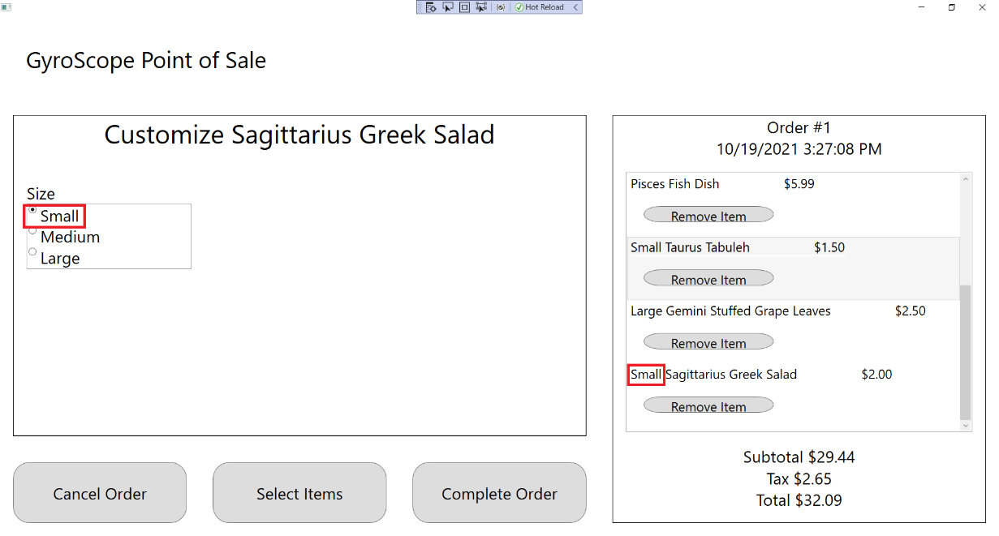 Hot Reload
GyroScope Point of Sale
Customize Sagittarius Greek Salad
Size
Small
Medium
Large
Cancel Order
Select Items
Complete Order
Order #1
10/19/2021 3:27:08 PM
Pisces Fish Dish $5.99
Remove Item
Small Taurus Tabuleh $1.50
Remove Item
Large Gemini Stuffed Grape Leaves $2.50
Remove Item
Small Sagittarius Greek Salad $2.00
Remove Item
Subtotal $29.44
Tax $2.65
Total $32.09